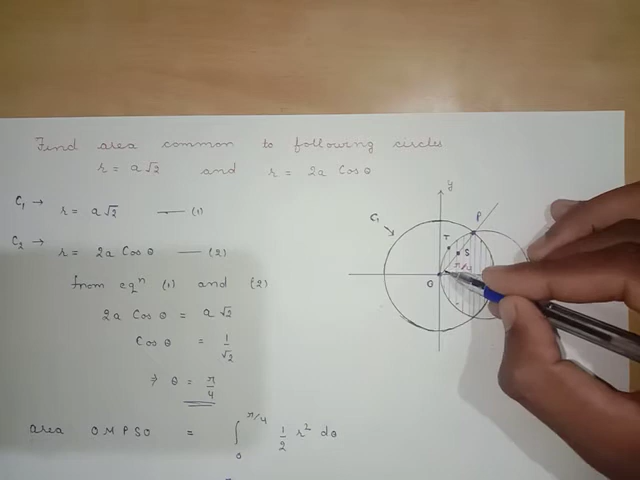 Find area common to following circles
r = a√2 and r = 2a Cos θ
C₁ → r = a√2 —— (1)
C₂ → r = 2a Cos θ —— (2)
from eqⁿ (1) and (2)
2a Cos θ = a√2
Cos θ = 1/√2
⇒ θ = π/4
area OMPSO = ∫₀^π/4 1/2 r² dθ
y
C₁
P
T
S
π/4
O